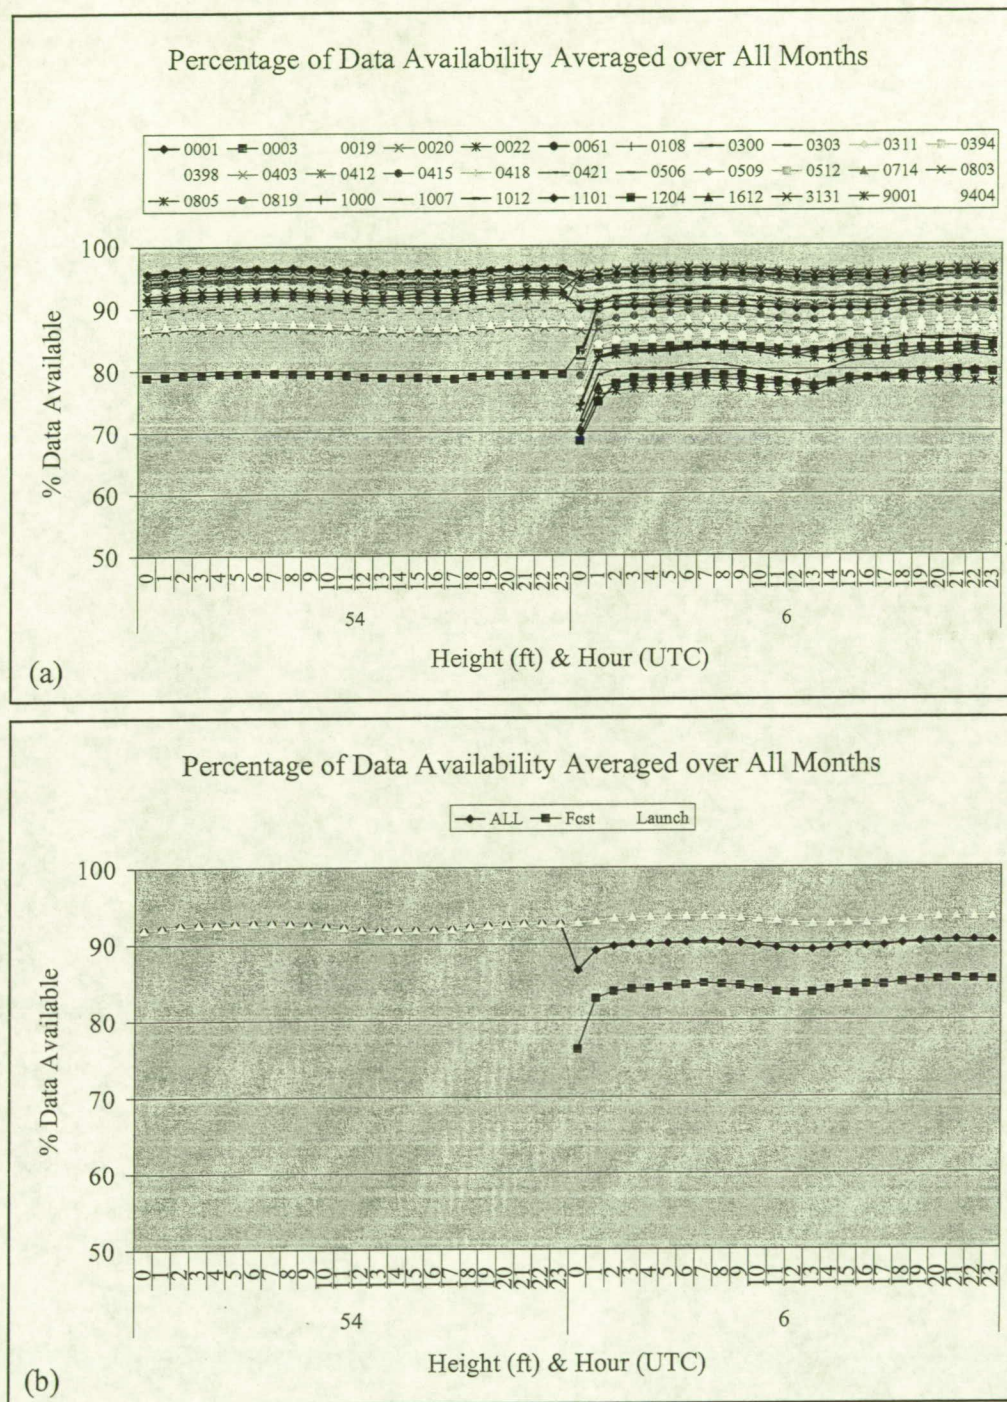 Percentage of Data Availability Averaged over All Months
0001 0003 0019 0020 0022 0061 0108 0300 0303 0311 0394
0398 0403 0412 0415 0418 0421 0506 0509 0512 0714 0803
0805 0819 1000 1007 1012 1101 1204 1612 3131 9001 9404
100
90
80
70
60
50
% Data Available
0 1 2 3 4 5 6 7 8 9 10 11 12 13 14 15 16 17 18 19 20 21 22 23 0 1 2 3 4 5 6 7 8 9 10 11 12 13 14 15 16 17 18 19 20 21 22 23
54 6
Height (ft) & Hour (UTC)
(a)
Percentage of Data Availability Averaged over All Months
ALL Fcst Launch
100
90
80
70
60
50
% Data Available
0 1 2 3 4 5 6 7 8 9 10 11 12 13 14 15 16 17 18 19 20 21 22 23 0 1 2 3 4 5 6 7 8 9 10 11 12 13 14 15 16 17 18 19 20 21 22 23
54 6
Height (ft) & Hour (UTC)
(b)